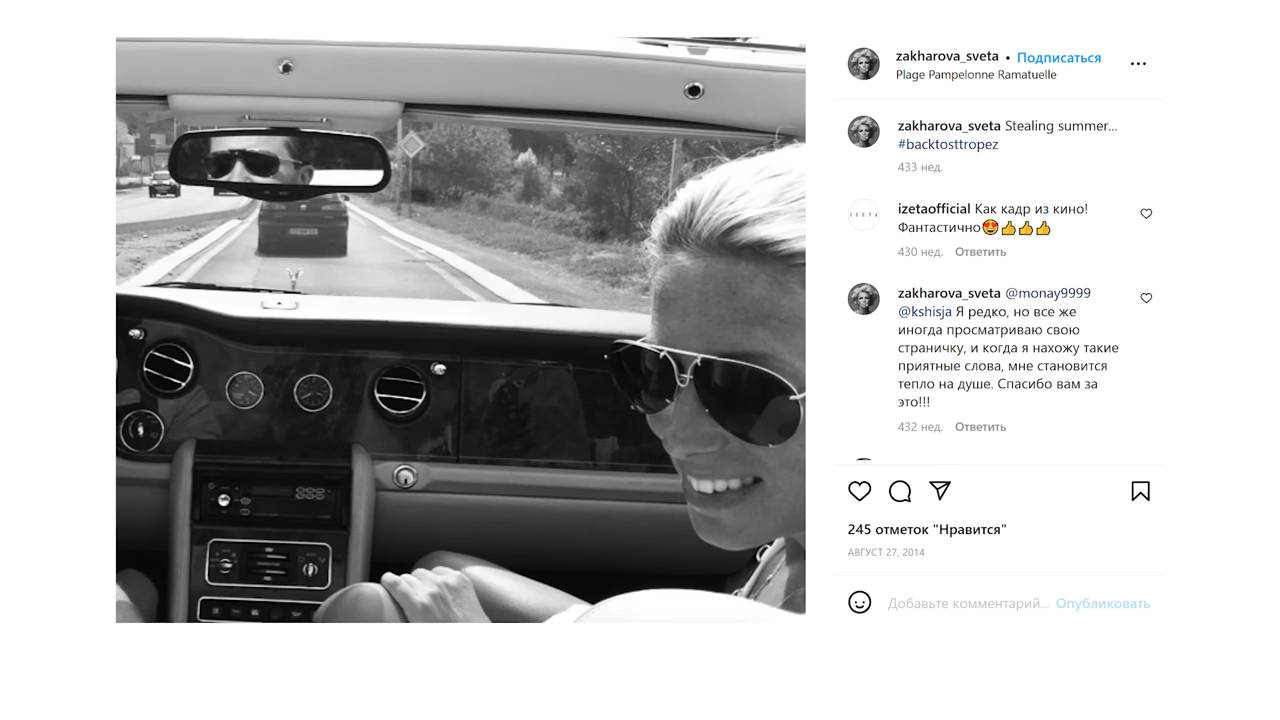 zakharova_sveta • Подписаться
Plage Pampelonne Ramatuelle
zakharova_sveta Stealing summer...
#backtosttropez
433 нед.
izetaofficial Как кадр из кино!
Фантастично😍👍👍👍
430 нед. Ответить
zakharova_sveta @monay9999
@kshisja Я редко, но все же
иногда просматриваю свою
страничку, и когда я нахожу такие
приятные слова, мне становится
тепло на душе. Спасибо вам за
это!!!
432 нед. Ответить
245 отметок "Нравится"
АВГУСТ 27, 2014
Добавьте комментарий... Опубликовать